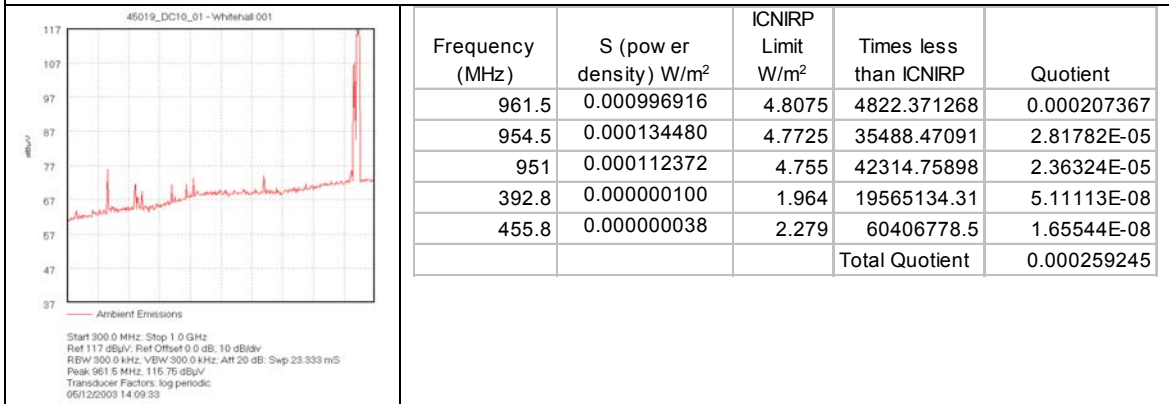 45019_DC10_01 - Whitehall 001
117
107
97
87
77
67
57
47
37
dBµV
Ambient Emissions
Start 300.0 MHz; Stop 1.0 GHz
Ref 117 dBµV; Ref Offset 0.0 dB; 10 dB/div
RBW 300.0 kHz; VBW 300.0 kHz; Att 20 dB; Swp 23.333 mS
Peak 961.5 MHz, 115.75 dBµV
Transducer Factors: log periodic
05/12/2003 14:09:33
Frequency (MHz) S (pow er density) W/m² ICNIRP Limit W/m² Times less than ICNIRP Quotient
961.5 0.000996916 4.8075 4822.371268 0.000207367
954.5 0.000134480 4.7725 35488.47091 2.81782E-05
951 0.000112372 4.755 42314.75898 2.36324E-05
392.8 0.000000100 1.964 19565134.31 5.11113E-08
455.8 0.000000038 2.279 60406778.5 1.65544E-08
Total Quotient 0.000259245